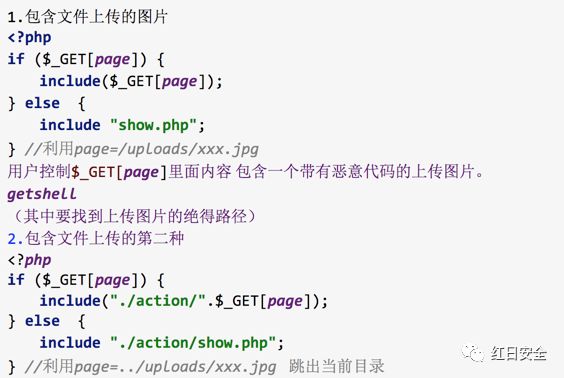 1.包含文件上传的图片
<?php
if ($_GET[page]) {
    include($_GET[page]);
} else  {
    include "show.php";
} //利用page=/uploads/xxx.jpg
用户控制$_GET[page]里面内容 包含一个带有恶意代码的上传图片。
getshell
（其中要找到上传图片的绝得路径）
2.包含文件上传的第二种
<?php
if ($_GET[page]) {
    include("./action/".$_GET[page]);
} else  {
    include "./action/show.php";
} //利用page=../uploads/xxx.jpg  跳出当前目录
红日安全